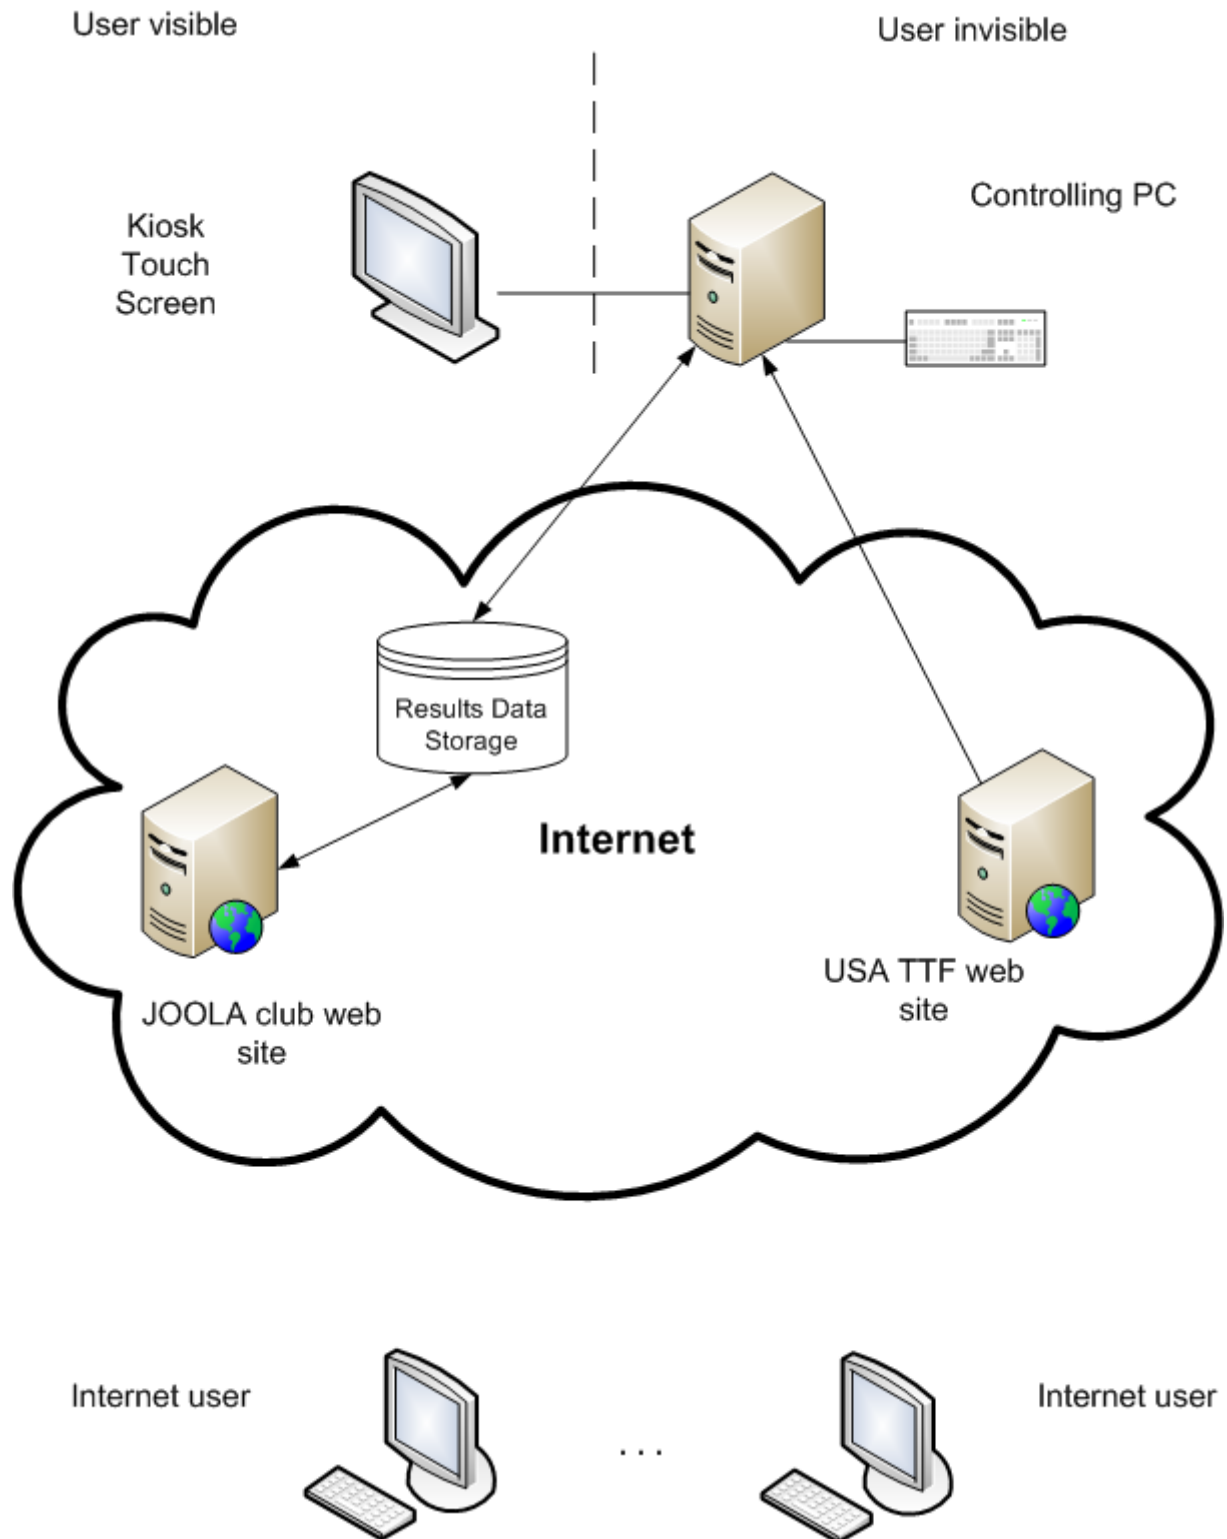 User visible
User invisible
Kiosk
Touch
Screen
Controlling PC
Results Data
Storage
Internet
JOOLA club web
site
USA TTF web
site
Internet user
. . .
Internet user